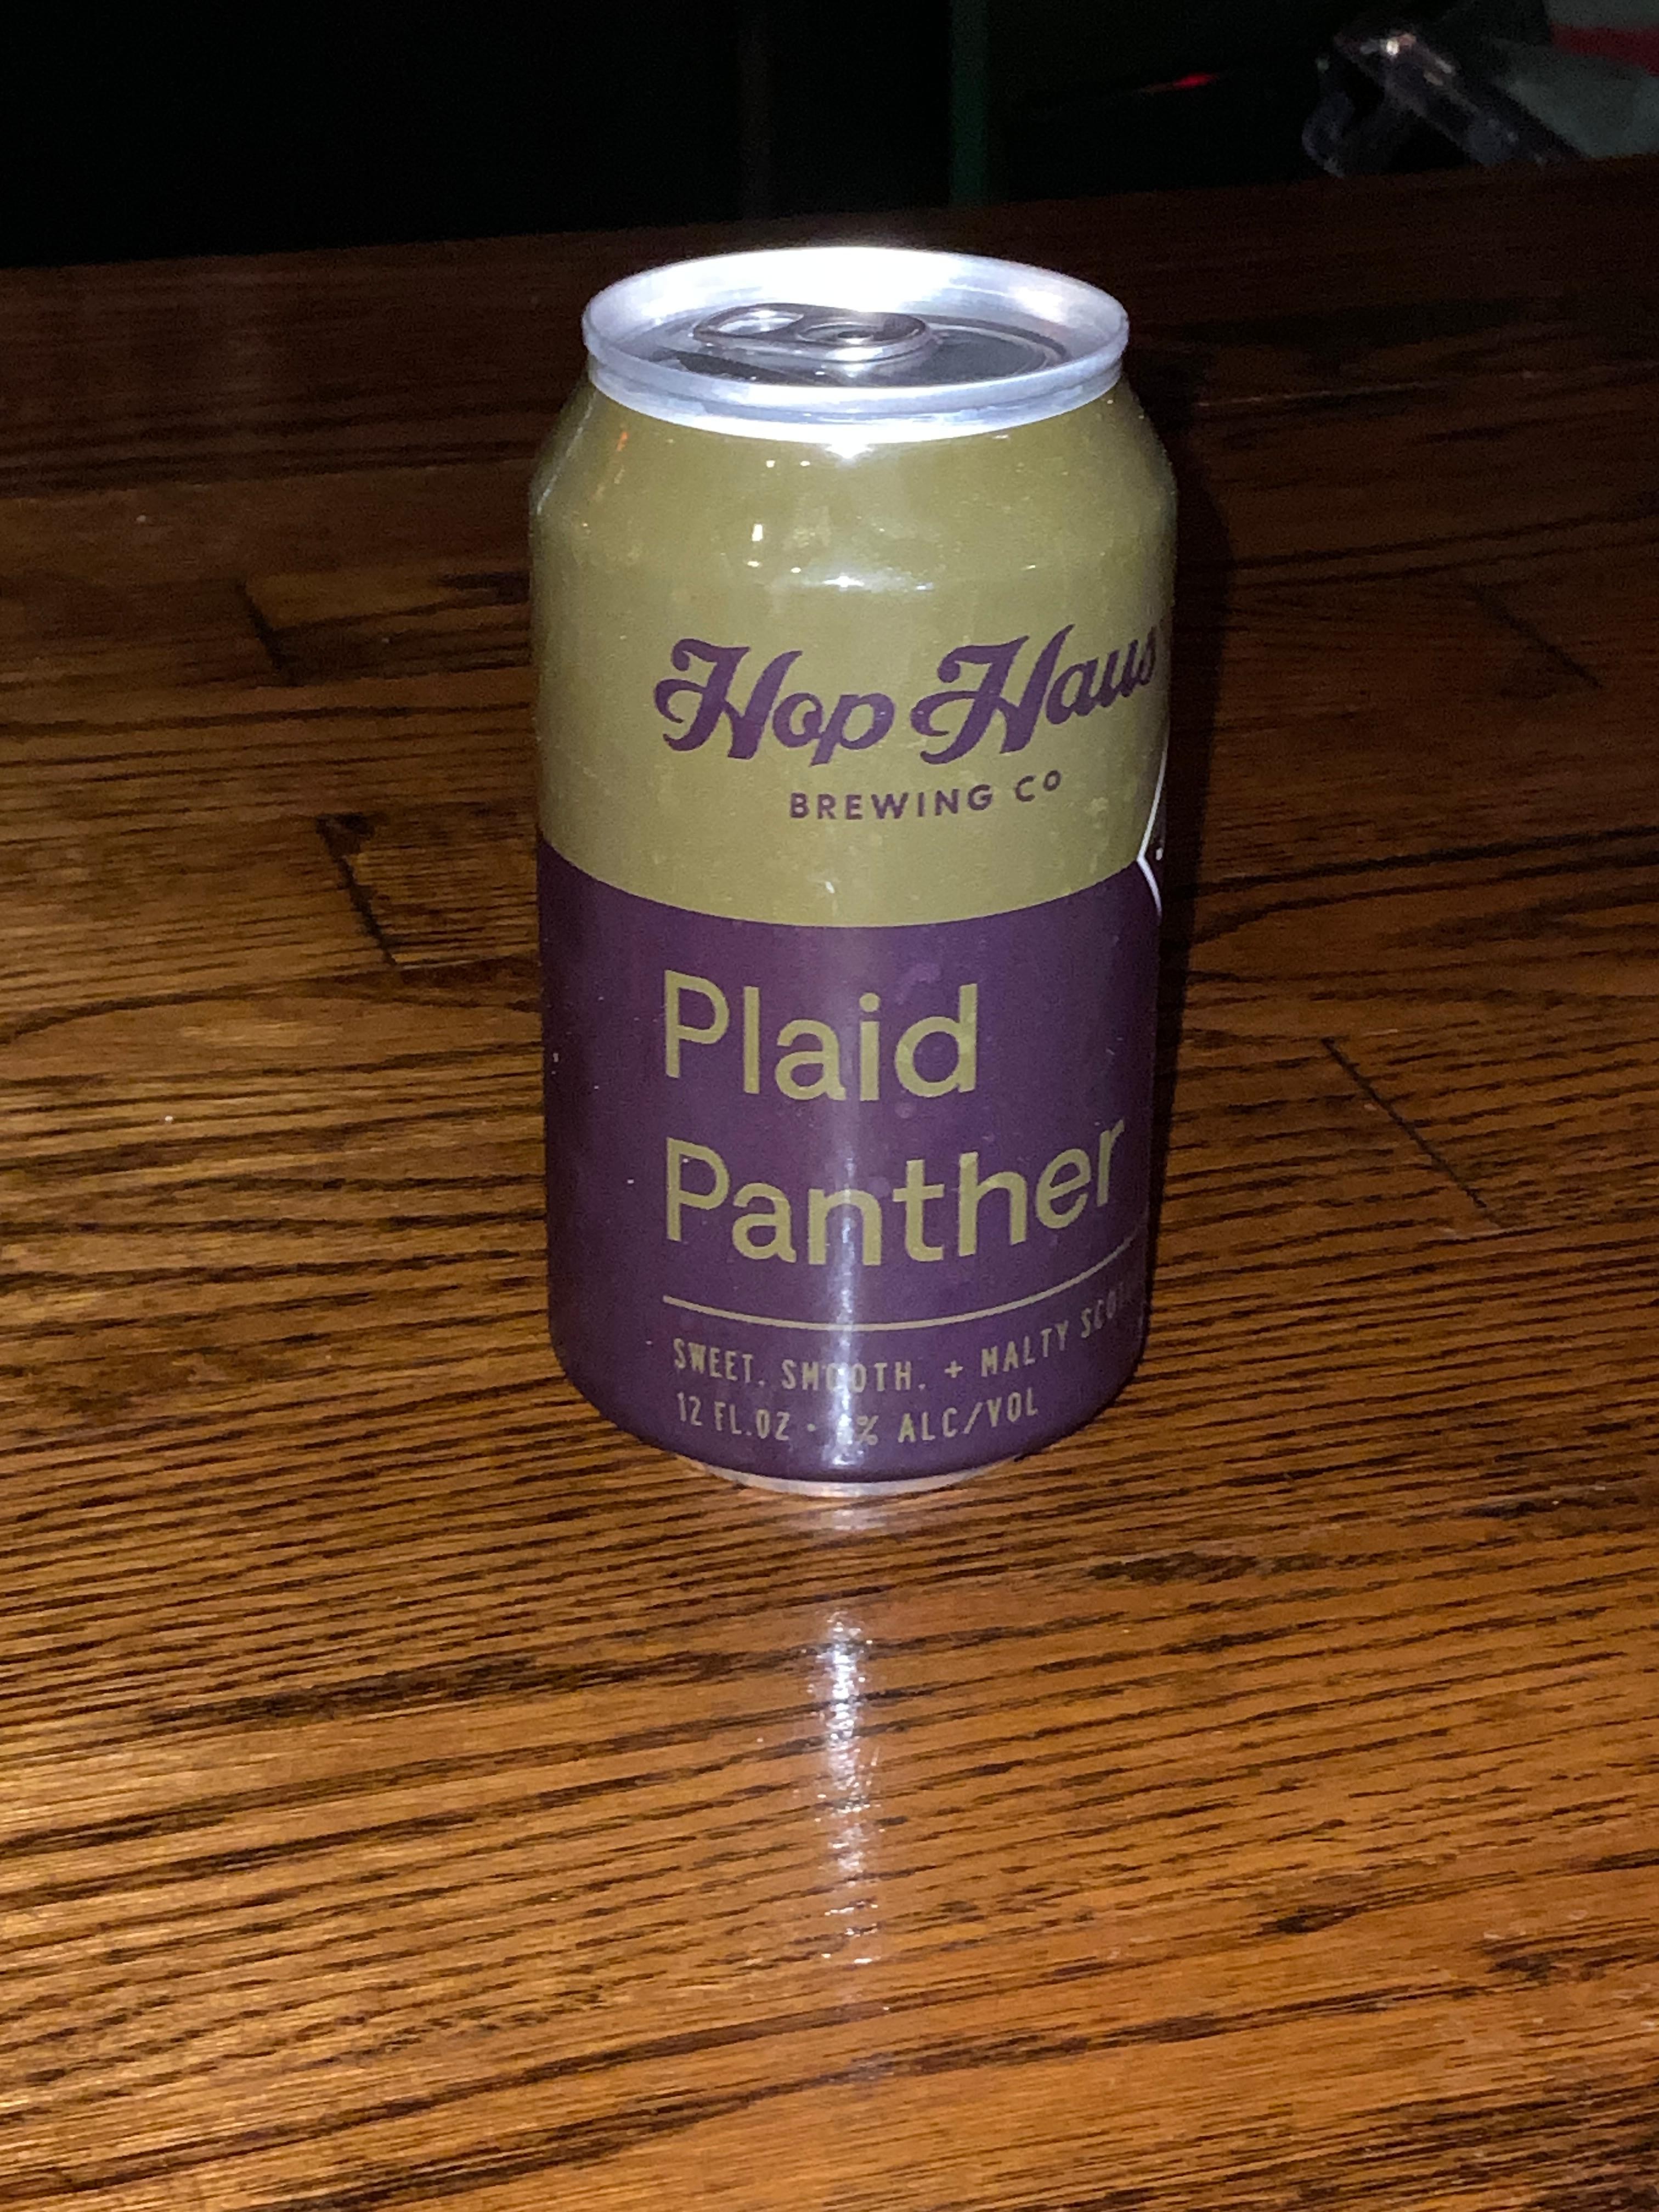 Hop Haus
BREWING CO
Plaid
Panther
SWEET, SMOOTH, + MALTY
12 FL.OZ • % ALC/VOL